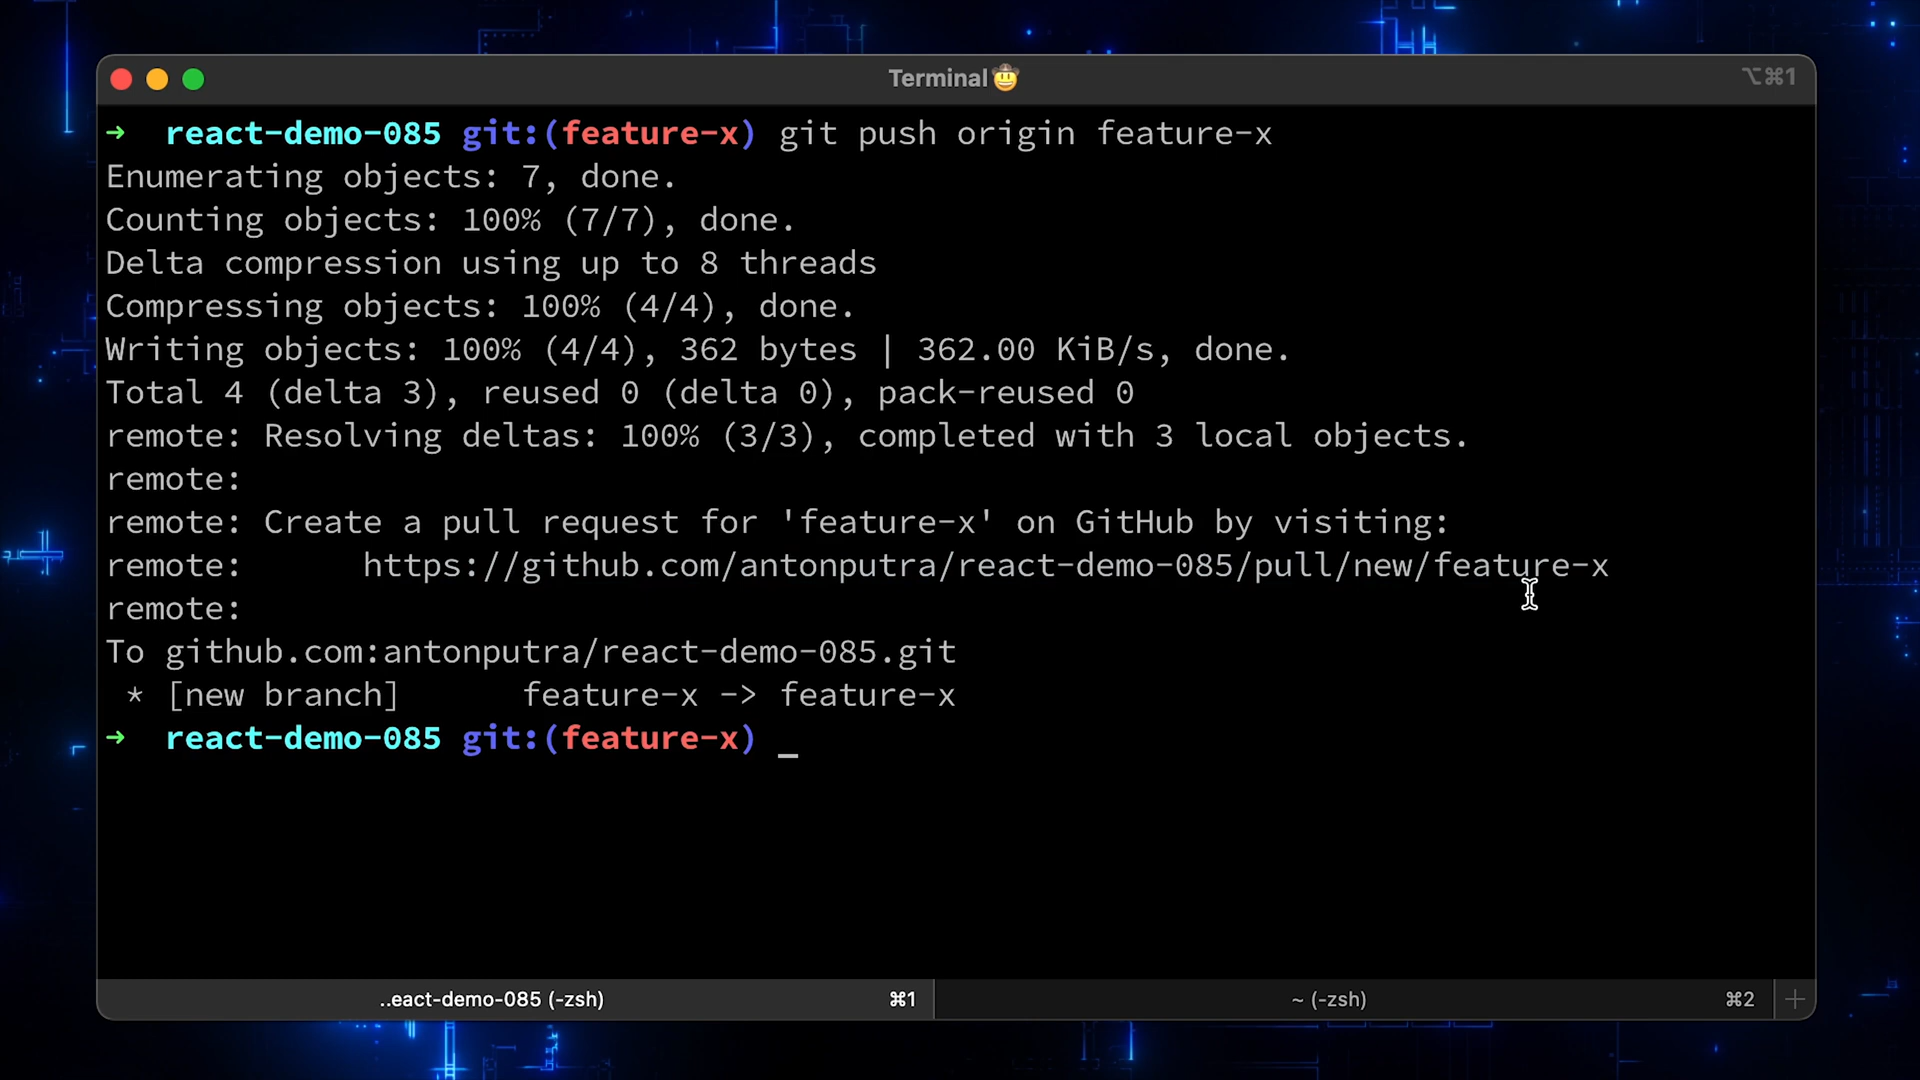 Terminal🤠
⌥⌘1
➜ react-demo-085 git:(feature-x) git push origin feature-x
Enumerating objects: 7, done.
Counting objects: 100% (7/7), done.
Delta compression using up to 8 threads
Compressing objects: 100% (4/4), done.
Writing objects: 100% (4/4), 362 bytes | 362.00 KiB/s, done.
Total 4 (delta 3), reused 0 (delta 0), pack-reused 0
remote: Resolving deltas: 100% (3/3), completed with 3 local objects.
remote:
remote: Create a pull request for 'feature-x' on GitHub by visiting:
remote:      https://github.com/antonputra/react-demo-085/pull/new/feature-x
remote:
To github.com:antonputra/react-demo-085.git
 * [new branch]      feature-x -> feature-x
➜ react-demo-085 git:(feature-x) _
..eact-demo-085 (-zsh) ⌘1
~ (-zsh) ⌘2